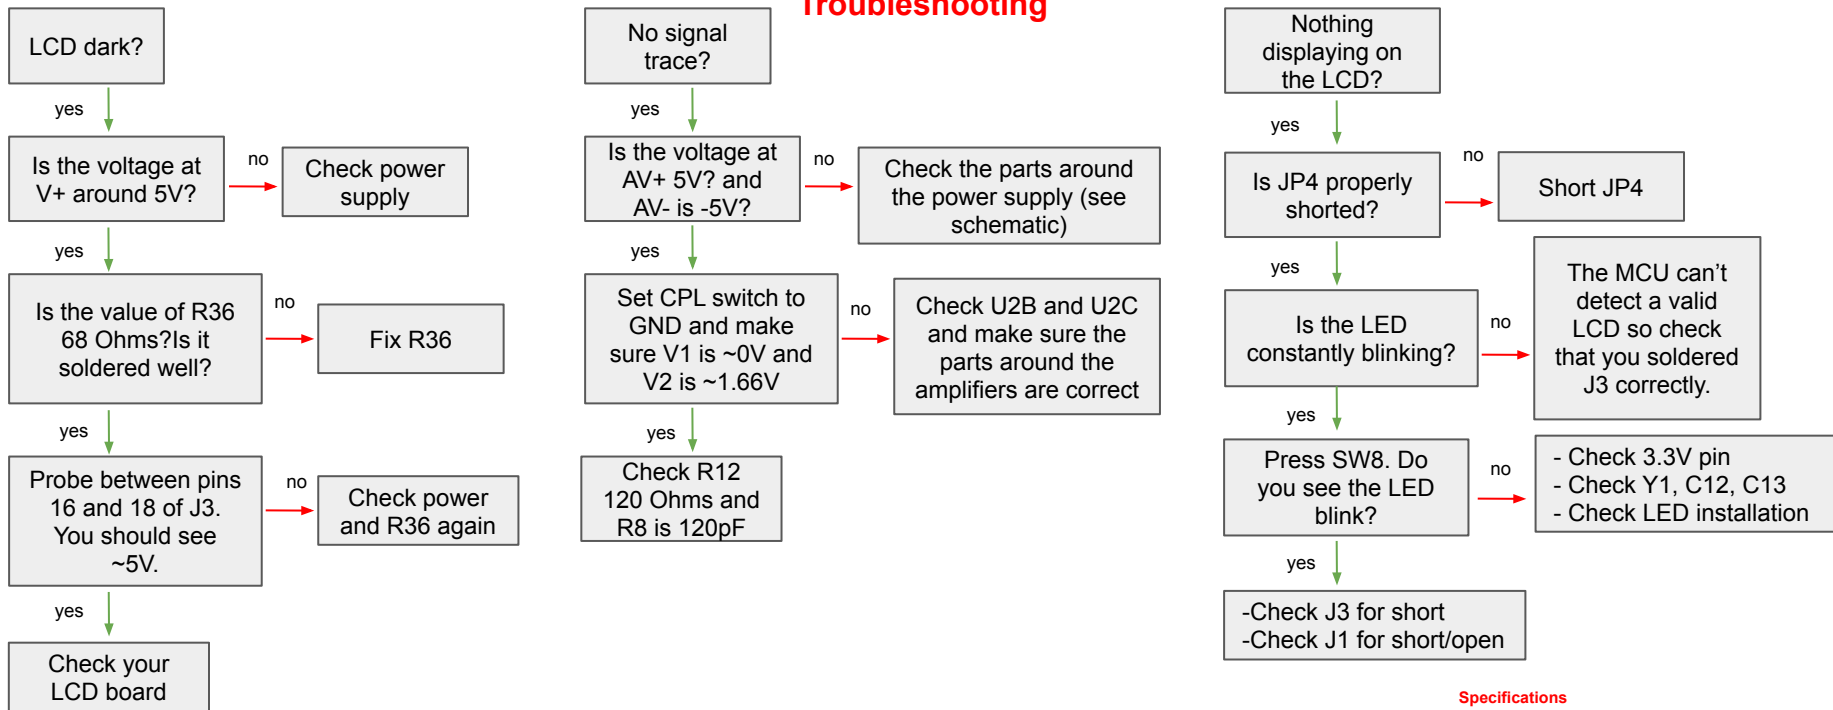 Troubleshooting
LCD dark?
yes
Is the voltage at
V+ around 5V?
no
Check power
supply
yes
Is the value of R36
68 Ohms?Is it
soldered well?
no
Fix R36
yes
Probe between pins
16 and 18 of J3.
You should see
~5V.
no
Check power
and R36 again
yes
Check your
LCD board
No signal
trace?
yes
Is the voltage at
AV+ 5V? and
AV- is -5V?
no
Check the parts around
the power supply (see
schematic)
yes
Set CPL switch to
GND and make
sure V1 is ~0V and
V2 is ~1.66V
no
Check U2B and U2C
and make sure the
parts around the
amplifiers are correct
yes
Check R12
120 Ohms and
R8 is 120pF
Nothing
displaying on
the LCD?
yes
Is JP4 properly
shorted?
no
Short JP4
yes
Is the LED
constantly blinking?
no
The MCU can't
detect a valid
LCD so check
that you soldered
J3 correctly.
yes
Press SW8. Do
you see the LED
blink?
no
- Check 3.3V pin
- Check Y1, C12, C13
- Check LED installation
yes
-Check J3 for short
-Check J1 for short/open
Specifications